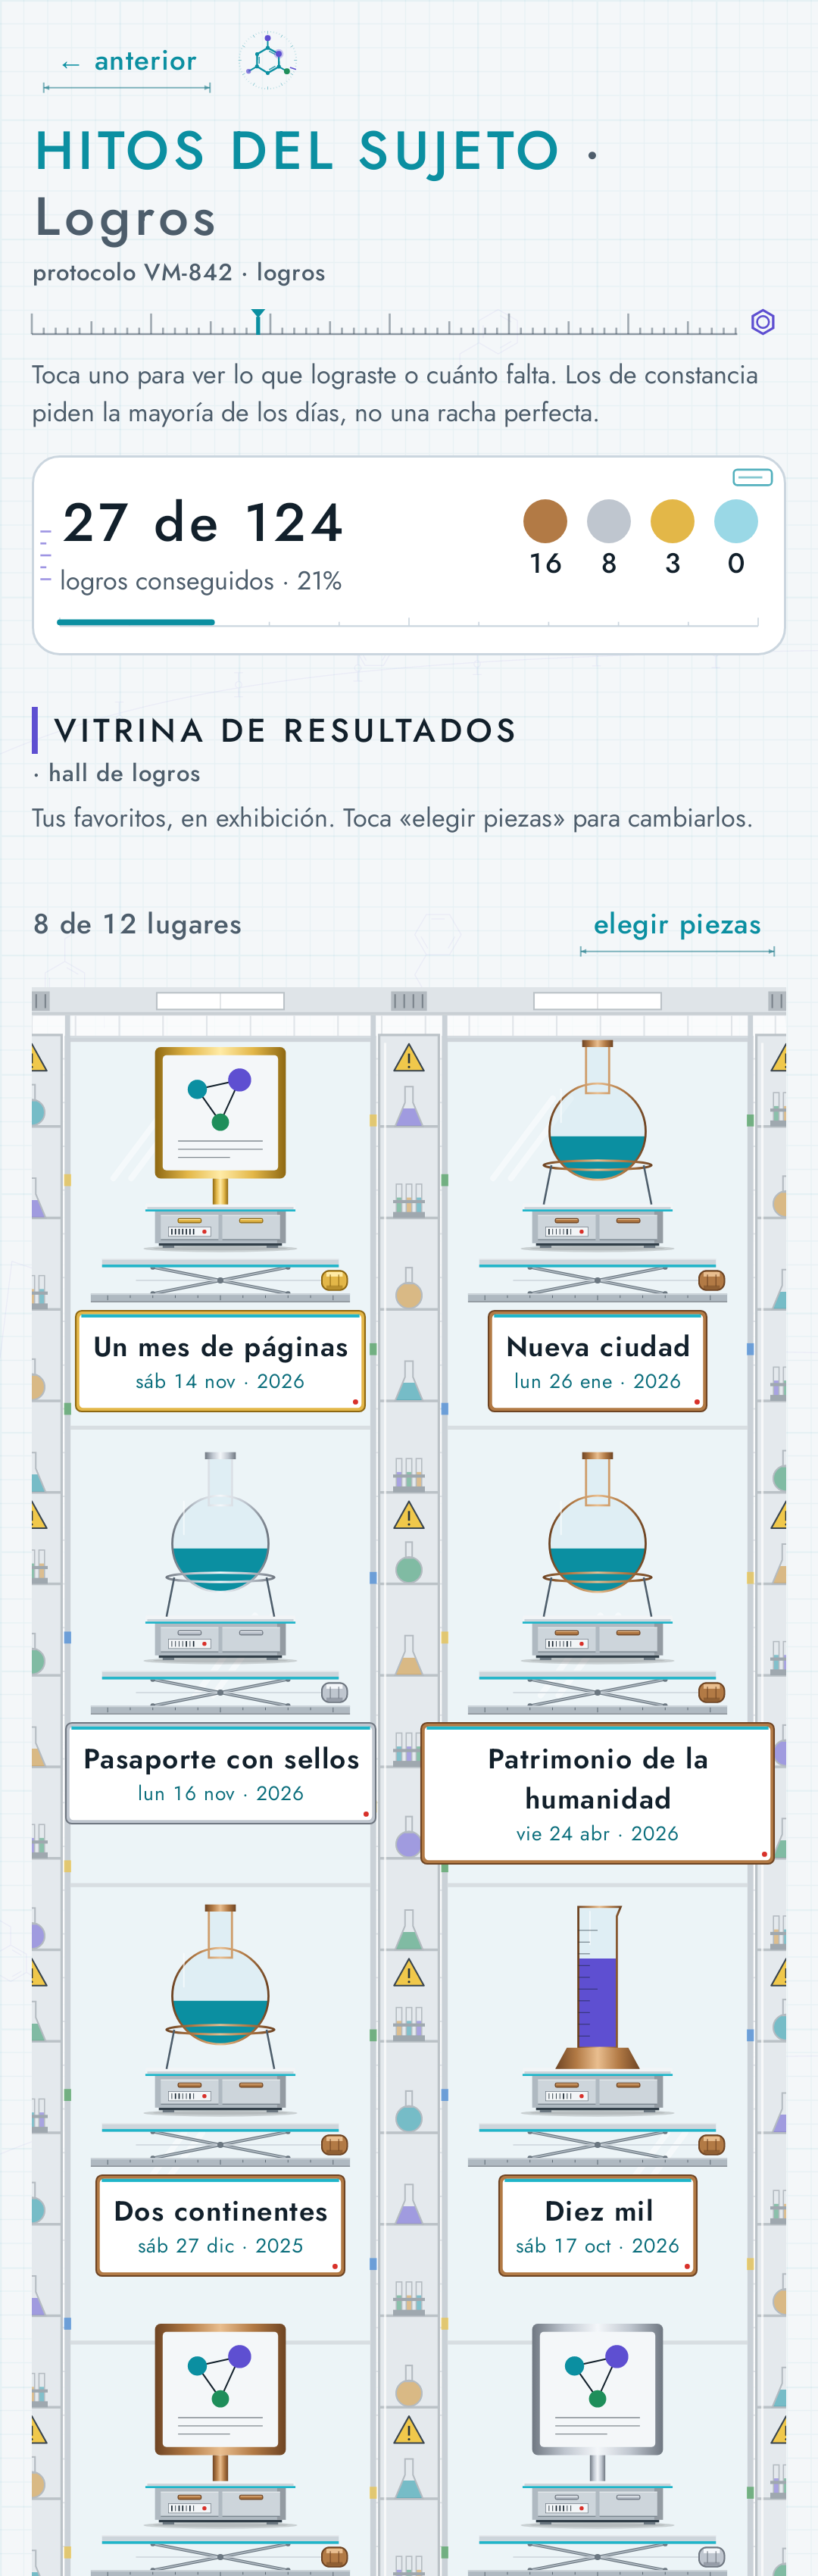 ← anterior
HITOS DEL SUJETO ·
Logros
protocolo VM-842 · logros
Toca uno para ver lo que lograste o cuánto falta. Los de constancia
piden la mayoría de los días, no una racha perfecta.
27 de 124
16 8 3 0
logros conseguidos · 21%
VITRINA DE RESULTADOS
· hall de logros
Tus favoritos, en exhibición. Toca «elegir piezas» para cambiarlos.
8 de 12 lugares
elegir piezas
Un mes de páginas
sáb 14 nov · 2026
Nueva ciudad
lun 26 ene · 2026
Pasaporte con sellos
lun 16 nov · 2026
Patrimonio de la
humanidad
vie 24 abr · 2026
Dos continentes
sáb 27 dic · 2025
Diez mil
sáb 17 oct · 2026